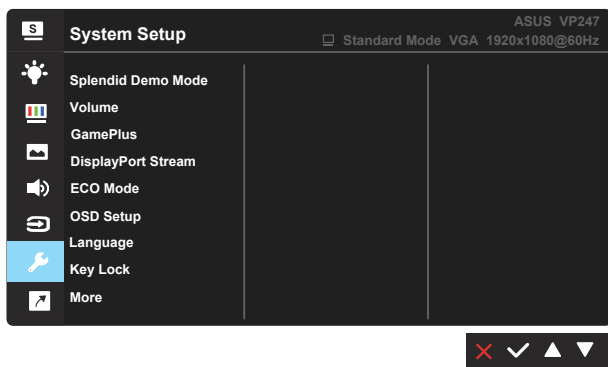 S
System Setup
ASUS VP247
Standard Mode VGA 1920x1080@60Hz
Splendid Demo Mode
Volume
GamePlus
DisplayPort Stream
ECO Mode
OSD Setup
Language
Key Lock
More